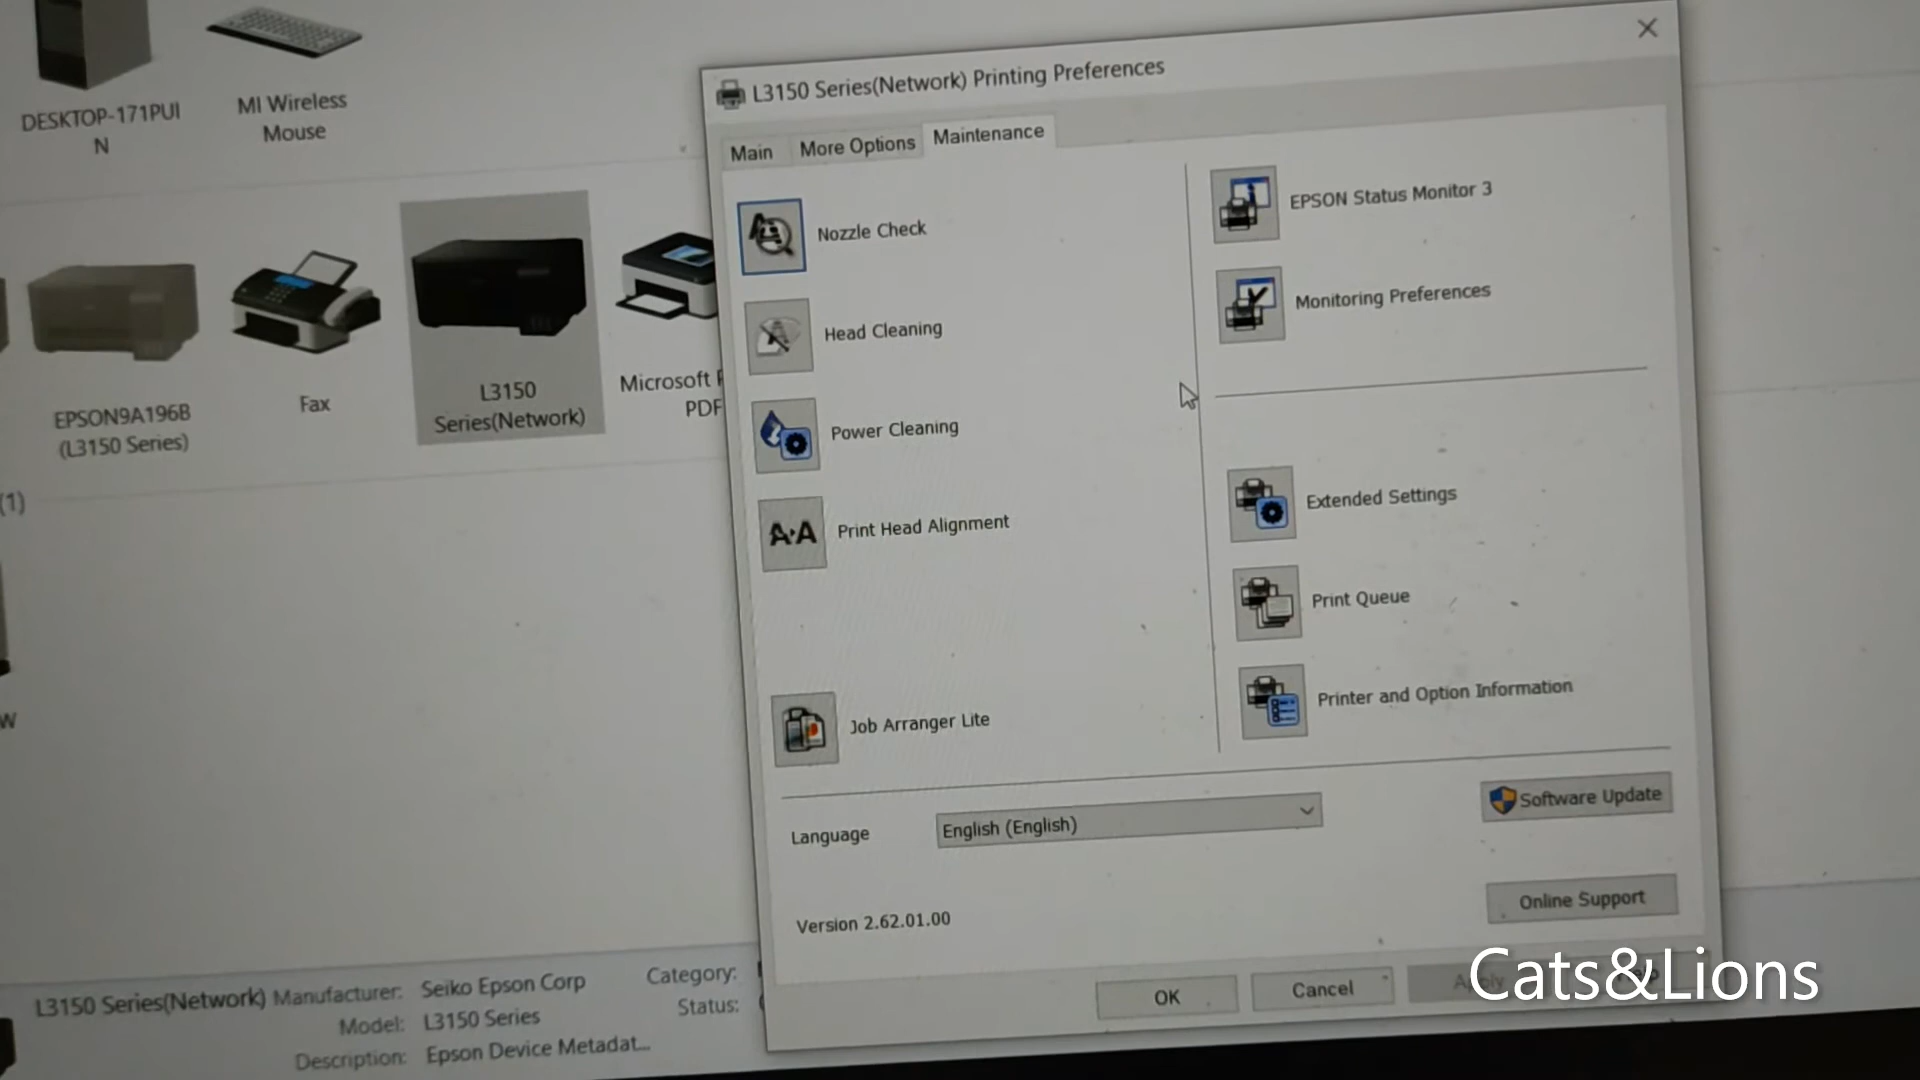 DESKTOP-171PUI
N
MI Wireless
Mouse
EPSON9A196B
(L3150 Series)
Fax
L3150
Series(Network)
Microsoft
PDF
(1)
W
L3150 Series(Network) Printing Preferences
Main
More Options
Maintenance
Nozzle Check
Head Cleaning
Power Cleaning
Print Head Alignment
Job Arranger Lite
EPSON Status Monitor 3
Monitoring Preferences
Extended Settings
Print Queue
Printer and Option Information
Language
English (English)
Software Update
Version 2.62.01.00
Online Support
OK
Cancel
Apply
Cats&Lions
L3150 Series(Network)
Manufacturer: Seiko Epson Corp
Model: L3150 Series
Description: Epson Device Metadat...
Category:
Status: